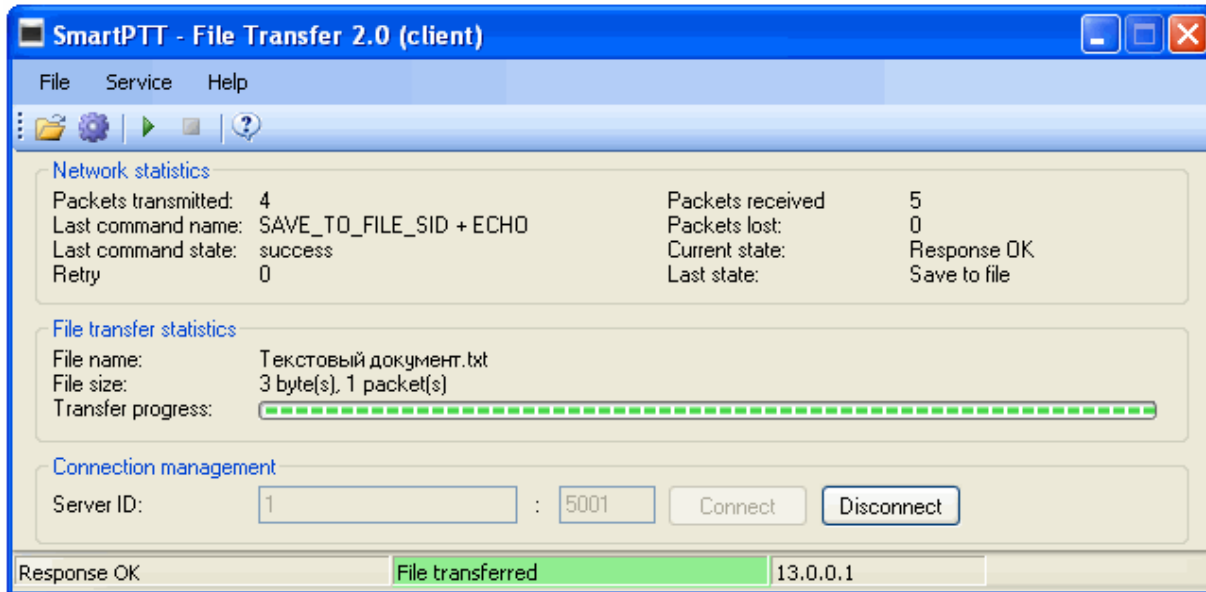 SmartPTT - File Transfer 2.0 (client)
File Service Help
Network statistics
Packets transmitted: 4 Packets received 5
Last command name: SAVE_TO_FILE_SID + ECHO Packets lost: 0
Last command state: success Current state: Response OK
Retry 0 Last state: Save to file
File transfer statistics
File name: Текстовый документ.txt
File size: 3 byte(s), 1 packet(s)
Transfer progress:
Connection management
Server ID: 1 : 5001 Connect Disconnect
Response OK File transferred 13.0.0.1